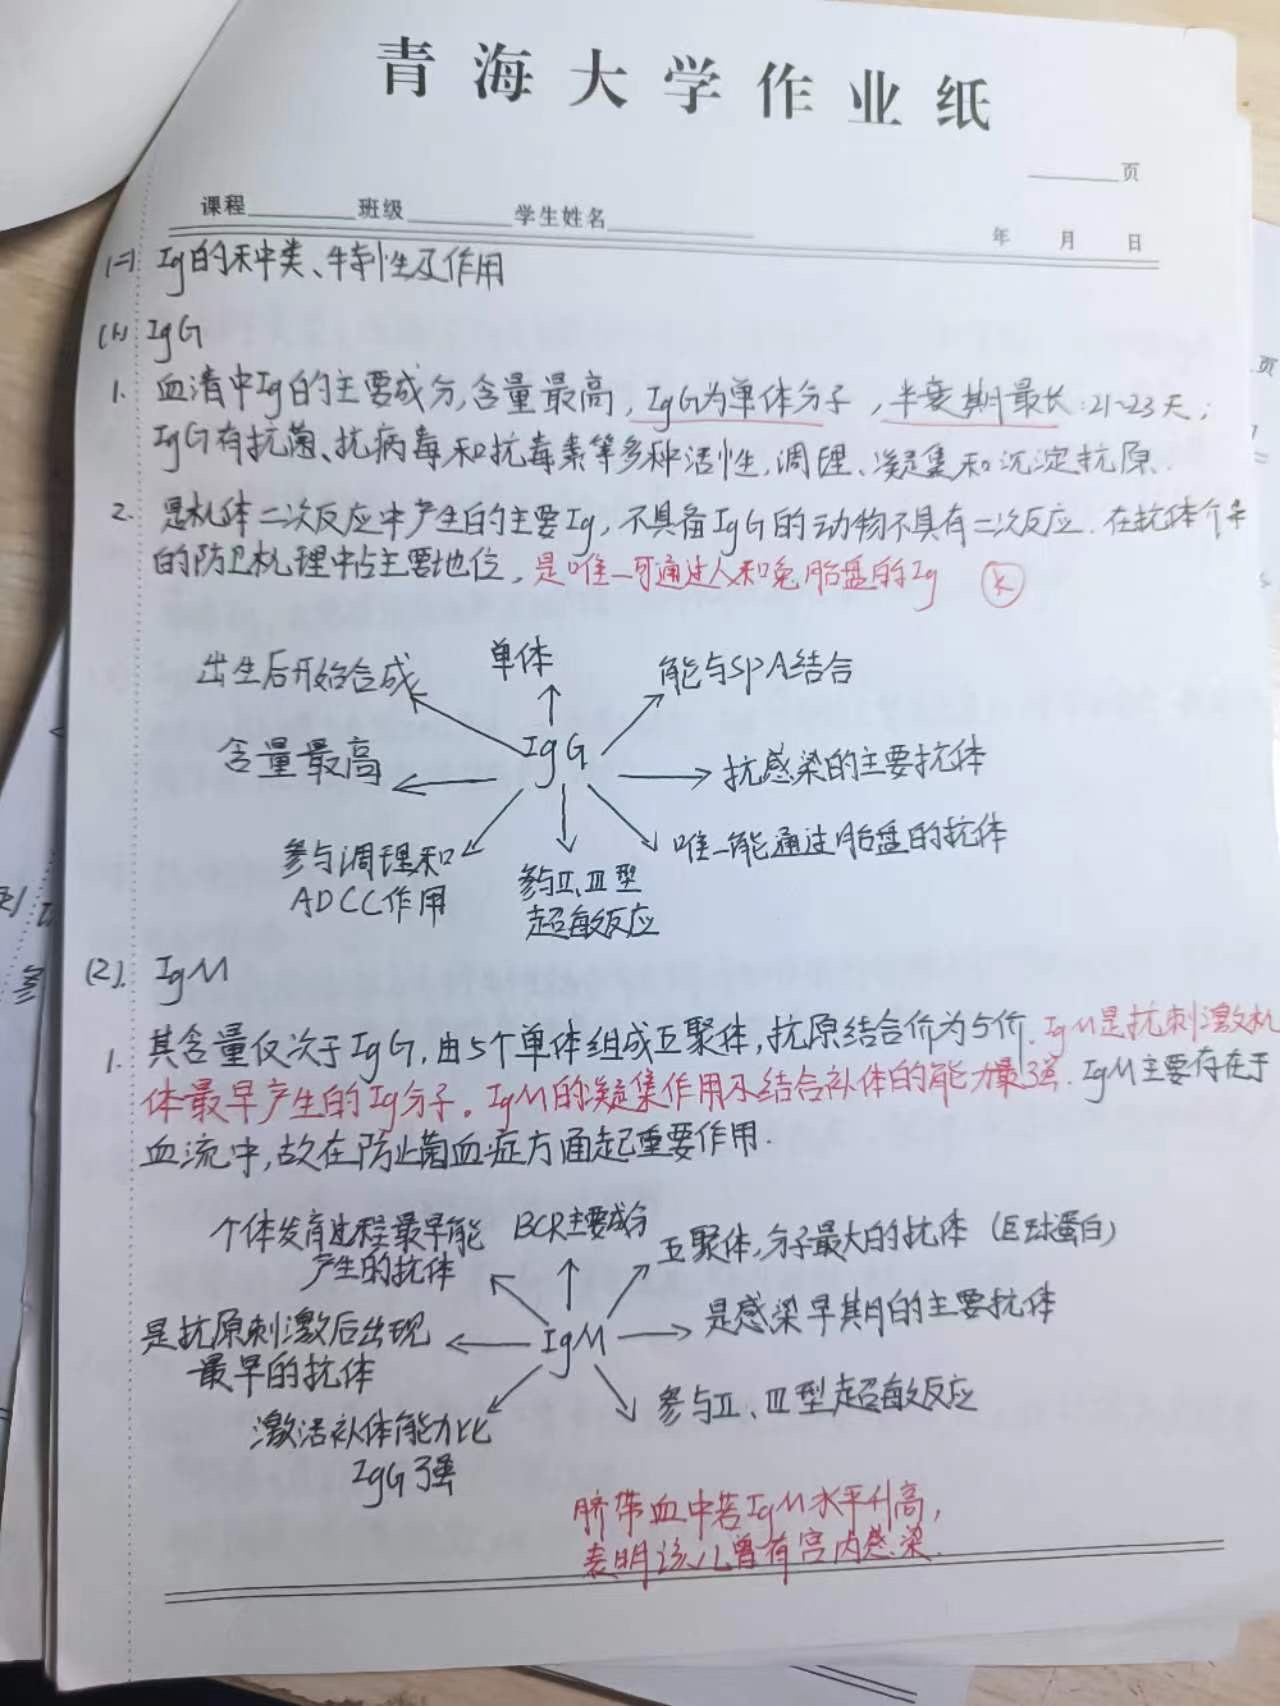 青海大学作业纸
页
课程 班级 学生姓名
年 月 日
(二) Ig的种类、特性及作用
(1) IgG
1. 血清中Ig的主要成分,含量最高,IgG为单体分子,半衰期最长:21~23天;
IgG有抗菌、抗病毒和抗毒素等多种活性,调理、凝集和沉淀抗原.
2. 是机体二次反应中产生的主要Ig,不具备IgG的动物不具有二次反应.在抗体介导
的防卫机理中占主要地位,是唯一可通过人和兔胎盘的Ig
出生后开始合成
单体
能与SPA结合
含量最高
IgG
抗感染的主要抗体
参与调理和
ADCC作用
参与II、III型
超敏反应
唯一能通过胎盘的抗体
(2). IgM
1. 其含量仅次于IgG,由5个单体组成五聚体,抗原结合价为5价.IgM是抗刺激机
体最早产生的Ig分子。IgM的凝集作用及结合补体的能力最强.IgM主要存在于
血流中,故在防止菌血症方面起重要作用.
个体发育过程最早能
产生的抗体
BCR主要成分
五聚体,分子最大的抗体(巨球蛋白)
是抗原刺激后出现
最早的抗体
IgM
是感染早期的主要抗体
激活补体能力比
IgG强
参与II、III型超敏反应
脐带血中若IgM水平升高,
表明该儿曾有宫内感染.